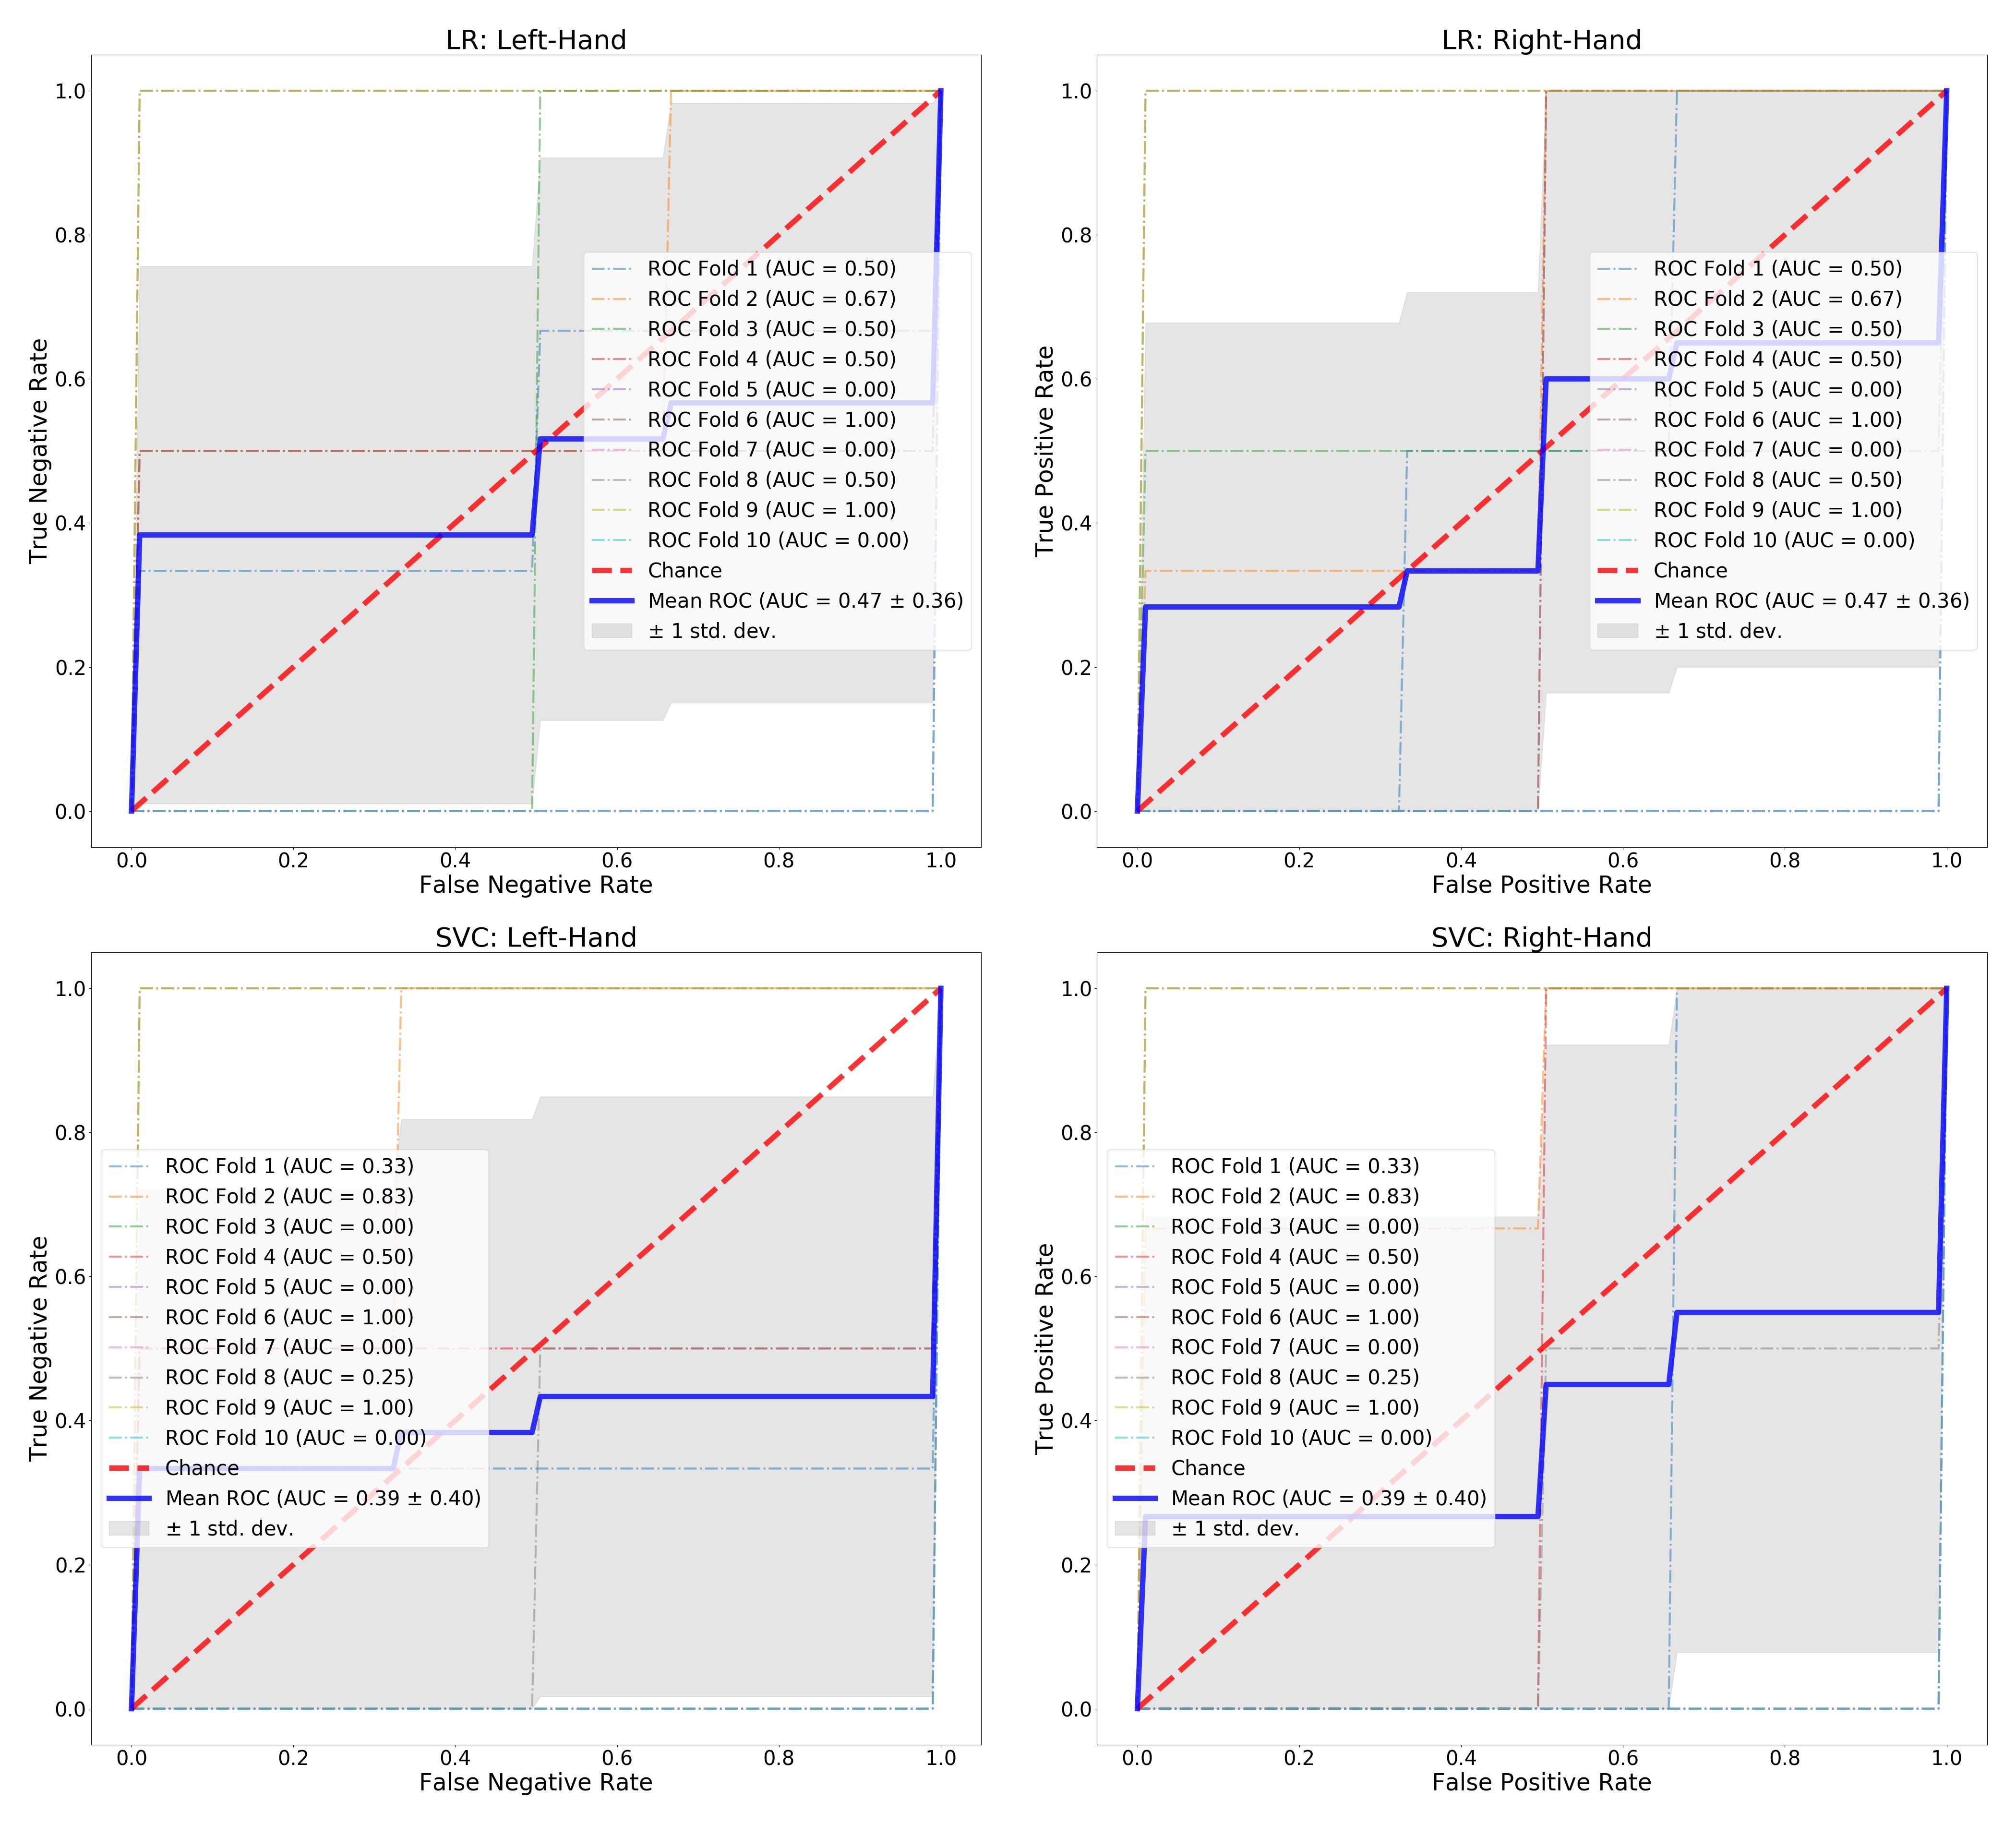 LR: Left-Hand
True Negative Rate
1.0
0.8
0.6
0.4
0.2
0.0
ROC Fold 1 (AUC = 0.50)
ROC Fold 2 (AUC = 0.67)
ROC Fold 3 (AUC = 0.50)
ROC Fold 4 (AUC = 0.50)
ROC Fold 5 (AUC = 0.00)
ROC Fold 6 (AUC = 1.00)
ROC Fold 7 (AUC = 0.00)
ROC Fold 8 (AUC = 0.50)
ROC Fold 9 (AUC = 1.00)
ROC Fold 10 (AUC = 0.00)
Chance
Mean ROC (AUC = 0.47 ± 0.36)
± 1 std. dev.
0.0 0.2 0.4 0.6 0.8 1.0
False Negative Rate
LR: Right-Hand
True Positive Rate
1.0
0.8
0.6
0.4
0.2
0.0
ROC Fold 1 (AUC = 0.50)
ROC Fold 2 (AUC = 0.67)
ROC Fold 3 (AUC = 0.50)
ROC Fold 4 (AUC = 0.50)
ROC Fold 5 (AUC = 0.00)
ROC Fold 6 (AUC = 1.00)
ROC Fold 7 (AUC = 0.00)
ROC Fold 8 (AUC = 0.50)
ROC Fold 9 (AUC = 1.00)
ROC Fold 10 (AUC = 0.00)
Chance
Mean ROC (AUC = 0.47 ± 0.36)
± 1 std. dev.
0.0 0.2 0.4 0.6 0.8 1.0
False Positive Rate
SVC: Left-Hand
True Negative Rate
1.0
0.8
0.6
0.4
0.2
0.0
ROC Fold 1 (AUC = 0.33)
ROC Fold 2 (AUC = 0.83)
ROC Fold 3 (AUC = 0.00)
ROC Fold 4 (AUC = 0.50)
ROC Fold 5 (AUC = 0.00)
ROC Fold 6 (AUC = 1.00)
ROC Fold 7 (AUC = 0.00)
ROC Fold 8 (AUC = 0.25)
ROC Fold 9 (AUC = 1.00)
ROC Fold 10 (AUC = 0.00)
Chance
Mean ROC (AUC = 0.39 ± 0.40)
± 1 std. dev.
0.0 0.2 0.4 0.6 0.8 1.0
False Negative Rate
SVC: Right-Hand
True Positive Rate
1.0
0.8
0.6
0.4
0.2
0.0
ROC Fold 1 (AUC = 0.33)
ROC Fold 2 (AUC = 0.83)
ROC Fold 3 (AUC = 0.00)
ROC Fold 4 (AUC = 0.50)
ROC Fold 5 (AUC = 0.00)
ROC Fold 6 (AUC = 1.00)
ROC Fold 7 (AUC = 0.00)
ROC Fold 8 (AUC = 0.25)
ROC Fold 9 (AUC = 1.00)
ROC Fold 10 (AUC = 0.00)
Chance
Mean ROC (AUC = 0.39 ± 0.40)
± 1 std. dev.
0.0 0.2 0.4 0.6 0.8 1.0
False Positive Rate